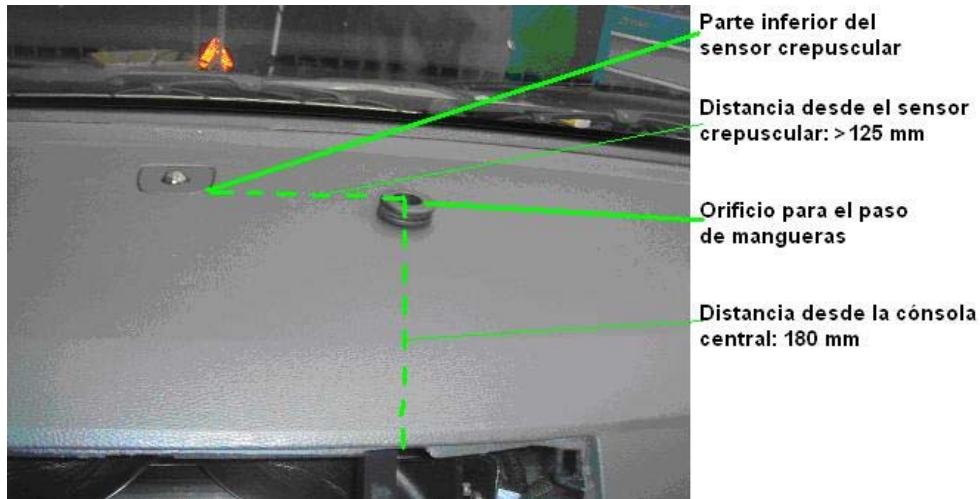 Parte inferior del
sensor crepuscular
Distancia desde el sensor
crepuscular: >125 mm
Orificio para el paso
de mangueras
Distancia desde la cónsola
central: 180 mm